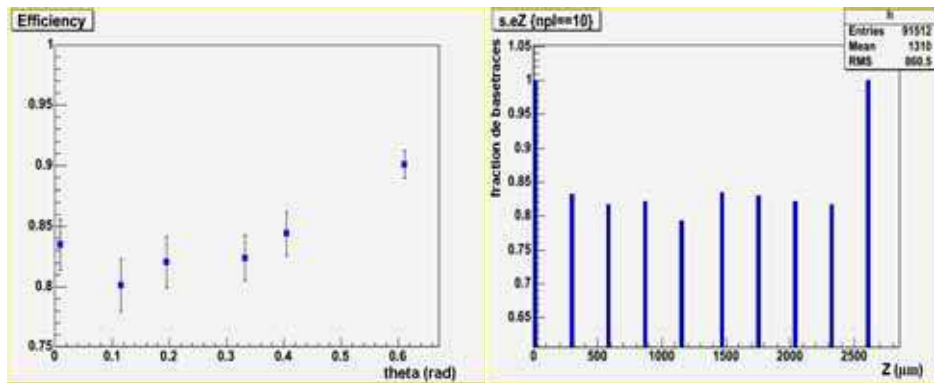 Efficiency
1
0.95
0.9
0.85
0.8
0.75
0 0.1 0.2 0.3 0.4 0.5 0.6
theta (rad)
s.eZ {npl==10}
h
Entries 91512
Mean 1310
RMS 860.5
fraction de basetraces
1.05
1
0.95
0.9
0.85
0.8
0.75
0.7
0.65
0 500 1000 1500 2000 2500
Z (μm)